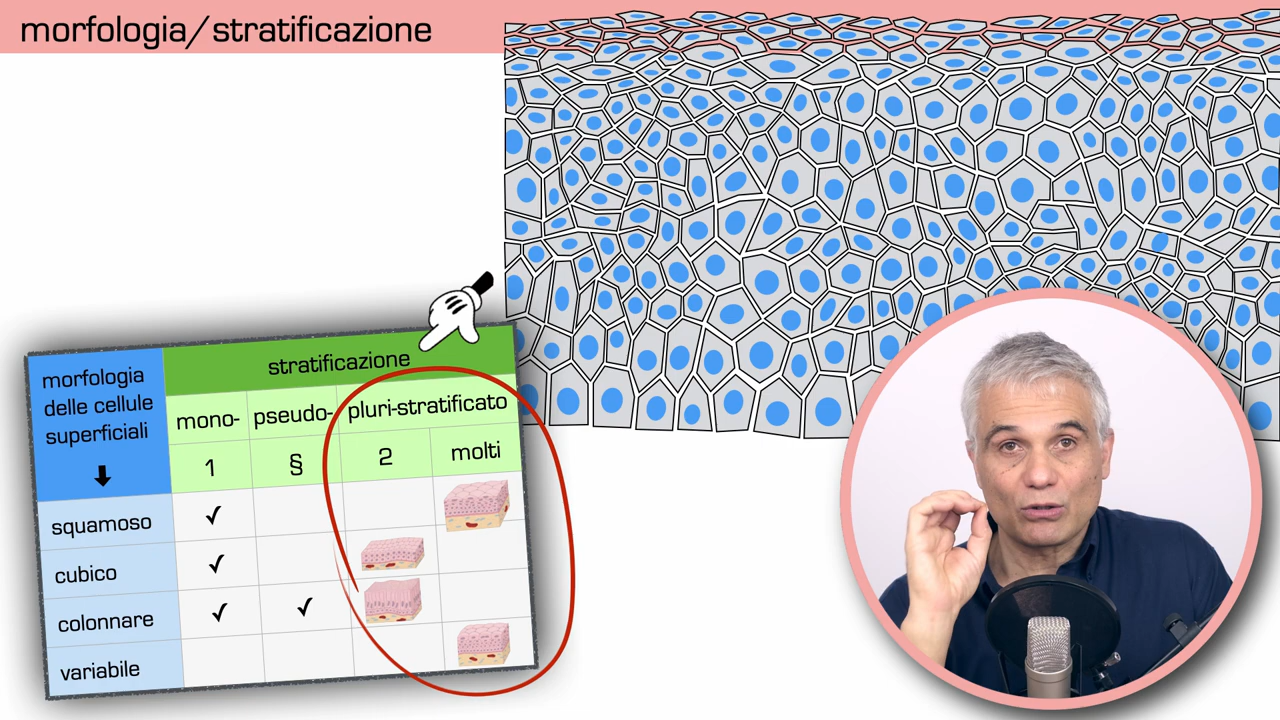 morfologia/stratificazione
morfologia
delle cellule
superficiali
stratificazione
mono- pseudo- pluri-stratificato
1 § 2 molti
squamoso
cubico
colonnare
variabile